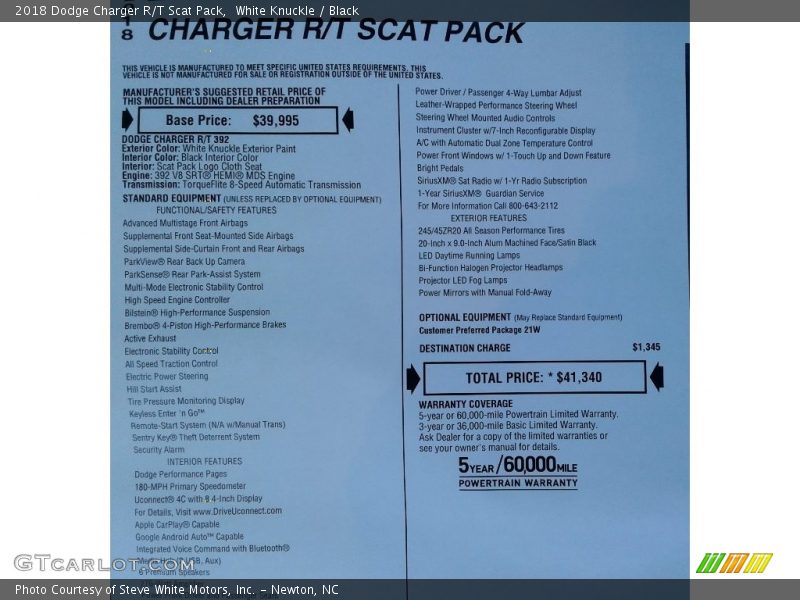 2018 Dodge Charger R/T Scat Pack, White Knuckle / Black
CHARGER R/T SCAT PACK
THIS VEHICLE IS MANUFACTURED TO MEET SPECIFIC UNITED STATES REQUIREMENTS. THIS
VEHICLE IS NOT MANUFACTURED FOR SALE OR REGISTRATION OUTSIDE OF THE UNITED STATES.
MANUFACTURER'S SUGGESTED RETAIL PRICE OF
THIS MODEL INCLUDING DEALER PREPARATION
Base Price: $39,995
DODGE CHARGER R/T 392
Exterior Color: White Knuckle Exterior Paint
Interior Color: Black Interior Color
Interior: Scat Pack Logo Cloth Seat
Engine: 392 V8 SRT® HEMI® MDS Engine
Transmission: TorqueFlite 8-Speed Automatic Transmission
STANDARD EQUIPMENT (UNLESS REPLACED BY OPTIONAL EQUIPMENT)
FUNCTIONAL/SAFETY FEATURES
Advanced Multistage Front Airbags
Supplemental Front Seat-Mounted Side Airbags
Supplemental Side-Curtain Front and Rear Airbags
ParkView® Rear Back Up Camera
ParkSense® Rear Park-Assist System
Multi-Mode Electronic Stability Control
High Speed Engine Controller
Bilstein® High-Performance Suspension
Brembo® 4-Piston High-Performance Brakes
Active Exhaust
Electronic Stability Control
All Speed Traction Control
Electric Power Steering
Hill Start Assist
Tire Pressure Monitoring Display
Keyless Enter 'n Go™
Remote-Start System (N/A w/Manual Trans)
Sentry Key® Theft Deterrent System
Security Alarm
INTERIOR FEATURES
Dodge Performance Pages
180-MPH Primary Speedometer
Uconnect® 4C with 8.4-Inch Display
For Details, Visit www.DriveUconnect.com
Apple CarPlay® Capable
Google Android Auto™ Capable
Integrated Voice Command with Bluetooth®
6 Premium Speakers
Power Driver / Passenger 4-Way Lumbar Adjust
Leather-Wrapped Performance Steering Wheel
Steering Wheel Mounted Audio Controls
Instrument Cluster w/7-Inch Reconfigurable Display
A/C with Automatic Dual Zone Temperature Control
Power Front Windows w/ 1-Touch Up and Down Feature
Bright Pedals
SiriusXM® Sat Radio w/ 1-Yr Radio Subscription
1-Year SiriusXM® Guardian Service
For More Information Call 800-643-2112
EXTERIOR FEATURES
245/45ZR20 All Season Performance Tires
20-Inch x 9.0-Inch Alum Machined Face/Satin Black
LED Daytime Running Lamps
Bi-Function Halogen Projector Headlamps
Projector LED Fog Lamps
Power Mirrors with Manual Fold-Away
OPTIONAL EQUIPMENT (May Replace Standard Equipment)
Customer Preferred Package 21W
DESTINATION CHARGE $1,345
TOTAL PRICE: * $41,340
WARRANTY COVERAGE
5-year or 60,000-mile Powertrain Limited Warranty.
3-year or 36,000-mile Basic Limited Warranty.
Ask Dealer for a copy of the limited warranties or
see your owner's manual for details.
5YEAR/60,000MILE
POWERTRAIN WARRANTY
GTcarlot.com
Photo Courtesy of Steve White Motors, Inc. – Newton, NC